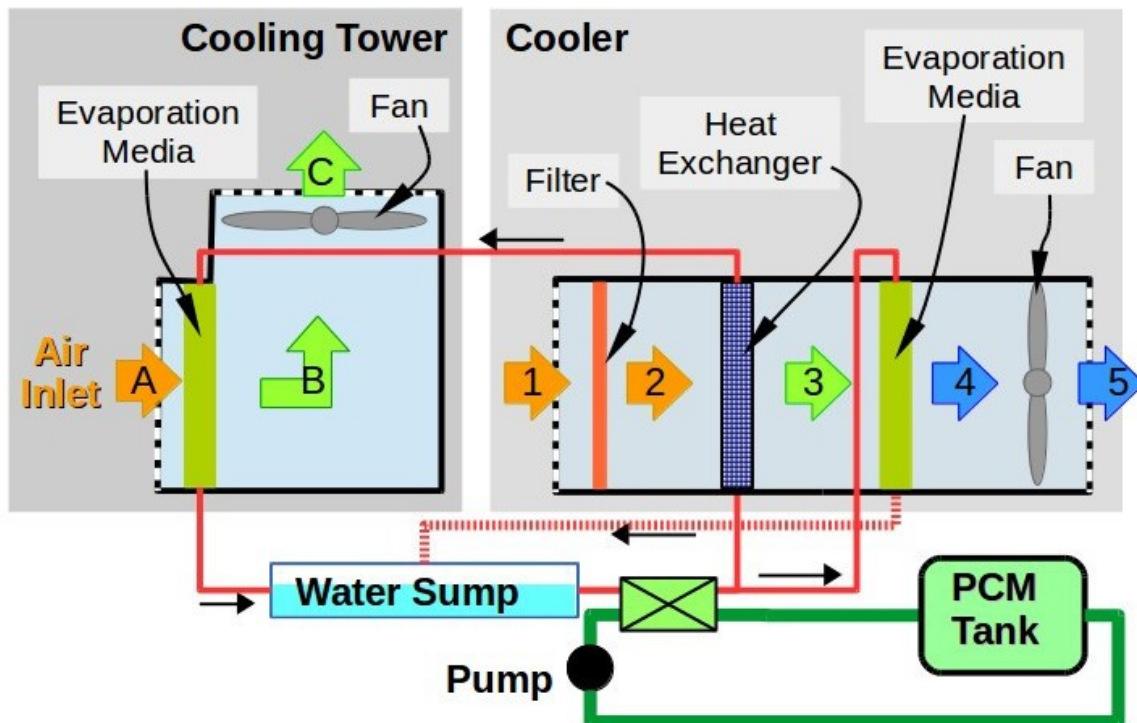 Cooling Tower
Cooler
Evaporation
Media
Fan
Evaporation
Media
Heat
Exchanger
Filter
Fan
C
Air
Inlet
A
B
1
2
3
4
5
Water Sump
PCM
Tank
Pump